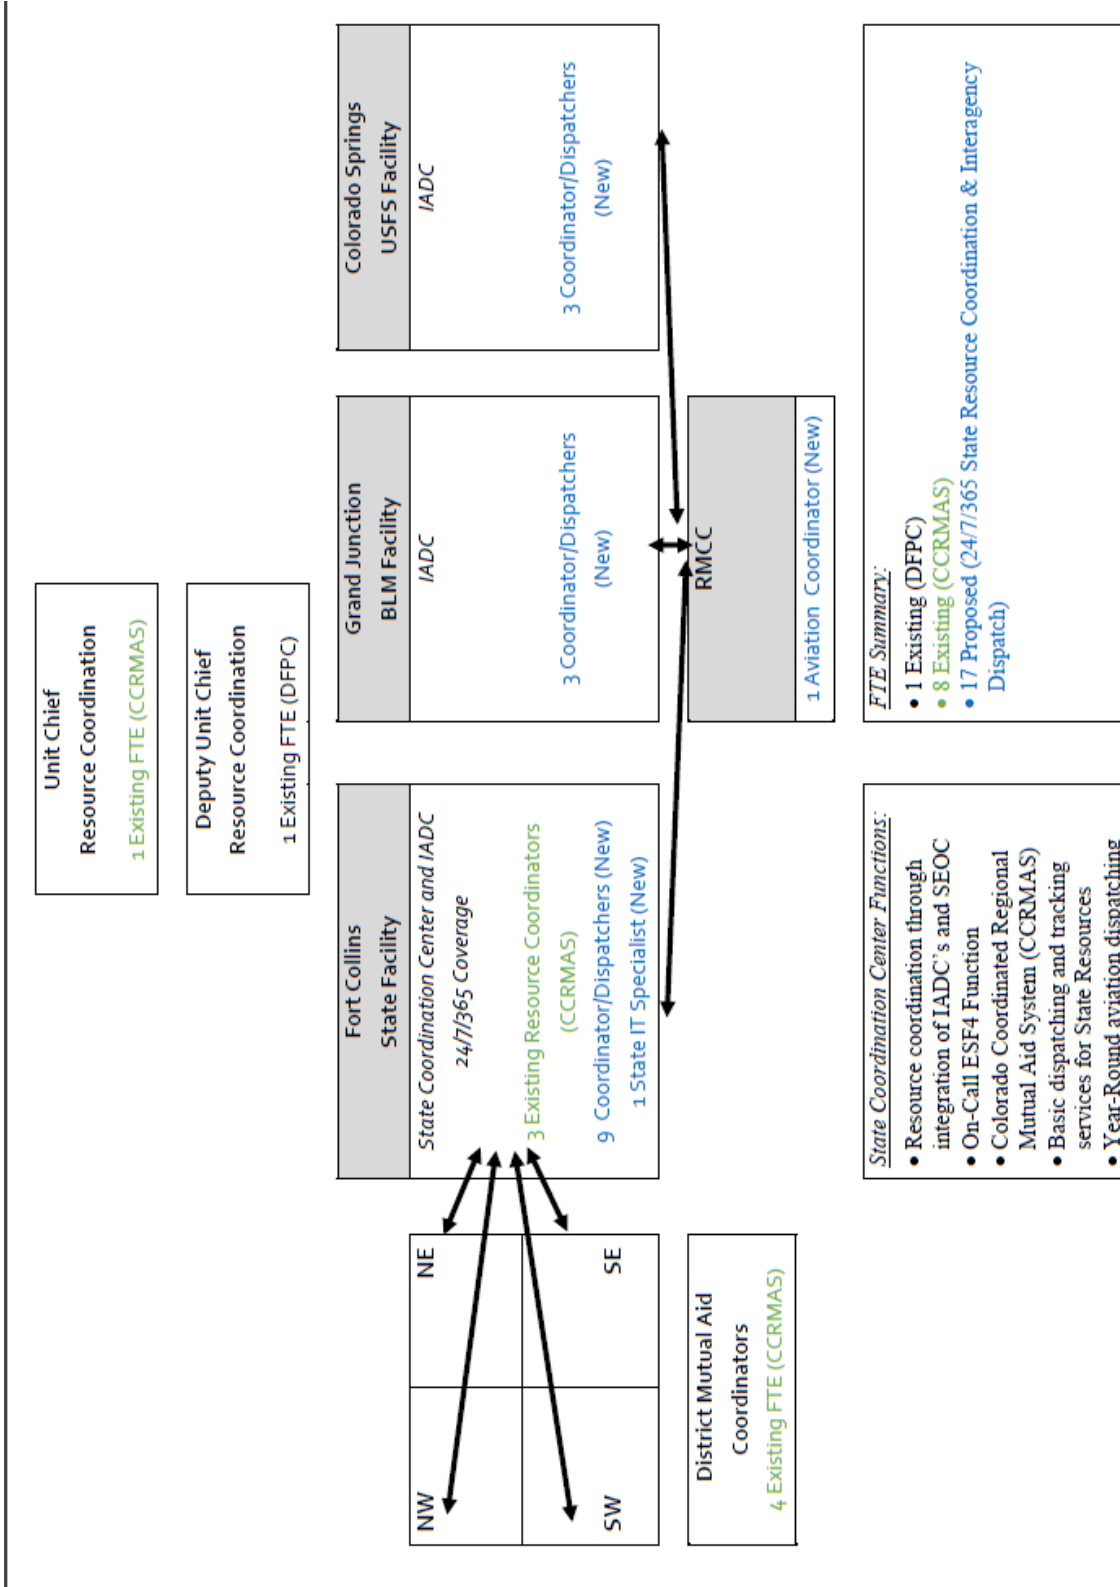 Unit Chief
Resource Coordination
1 Existing FTE (CCRMAS)
Deputy Unit Chief
Resource Coordination
1 Existing FTE (DFPC)
NW
NE
SW
SE
Fort Collins
State Facility
State Coordination Center and IADC
24/7/365 Coverage
3 Existing Resource Coordinators
(CCRMAS)
9 Coordinator/Dispatchers (New)
1 State IT Specialist (New)
Grand Junction
BLM Facility
IADC
3 Coordinator/Dispatchers
(New)
Colorado Springs
USFS Facility
IADC
3 Coordinator/Dispatchers
(New)
District Mutual Aid
Coordinators
4 Existing FTE (CCRMAS)
RMCC
1 Aviation Coordinator (New)
State Coordination Center Functions:
• Resource coordination through
integration of IADC's and SEOC
• On-Call ESF4 Function
• Colorado Coordinated Regional
Mutual Aid System (CCRMAS)
• Basic dispatching and tracking
services for State Resources
• Year-Round aviation dispatching
FTE Summary:
• 1 Existing (DFPC)
• 8 Existing (CCRMAS)
• 17 Proposed (24/7/365 State Resource Coordination & Interagency
Dispatch)